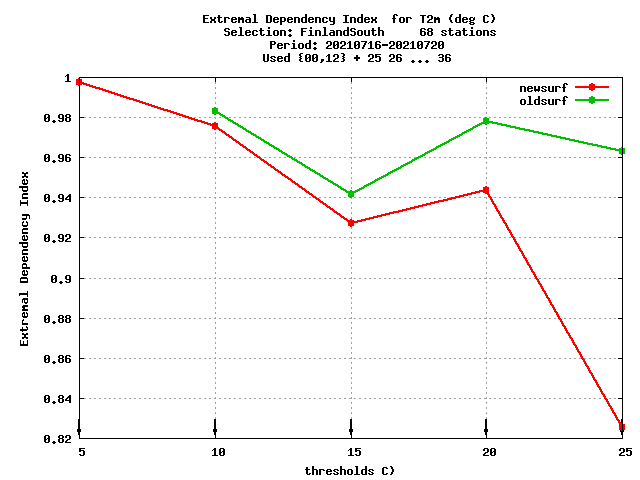 Extremal Dependency Index  for T2m (deg C)
Selection: FinlandSouth     68 stations
Period: 20210716-20210720
Used {00,12} + 25 26 ... 36
newsurf
oldsurf
1
0.98
0.96
0.94
0.92
0.9
0.88
0.86
0.84
0.82
Extremal Dependency Index
5 10 15 20 25
thresholds C)